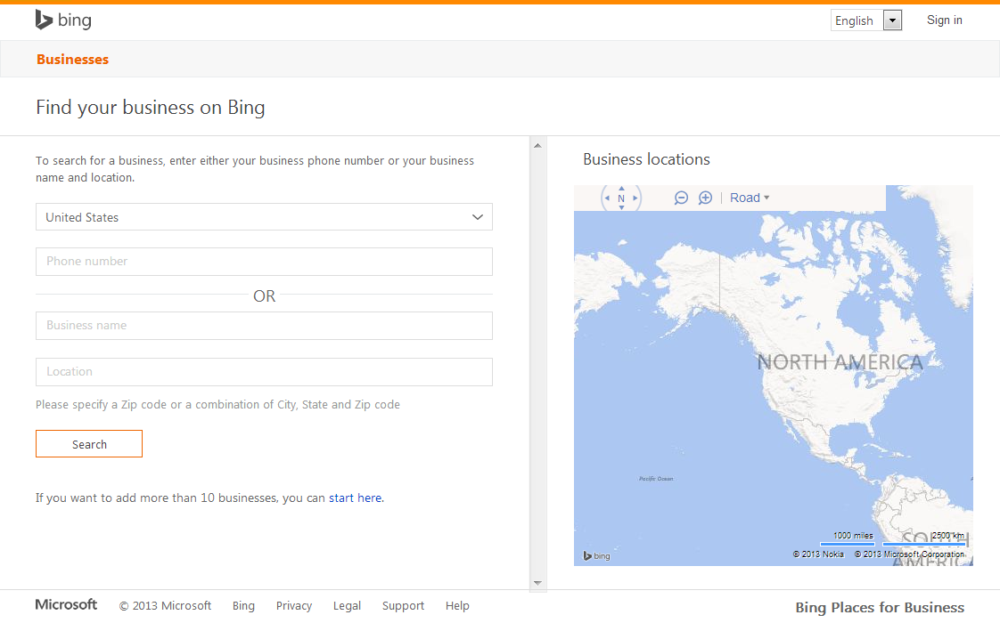 bing
English
Sign in
Businesses
Find your business on Bing
To search for a business, enter either your business phone number or your business
name and location.
United States
Phone number
OR
Business name
Location
Please specify a Zip code or a combination of City, State and Zip code
Search
If you want to add more than 10 businesses, you can start here.
Business locations
N
Road
NORTH AMERICA
Pacific Ocean
1000 miles
2500 km
SOUTH
AMERICA
bing
© 2013 Nokia © 2013 Microsoft Corporation
Microsoft © 2013 Microsoft Bing Privacy Legal Support Help
Bing Places for Business